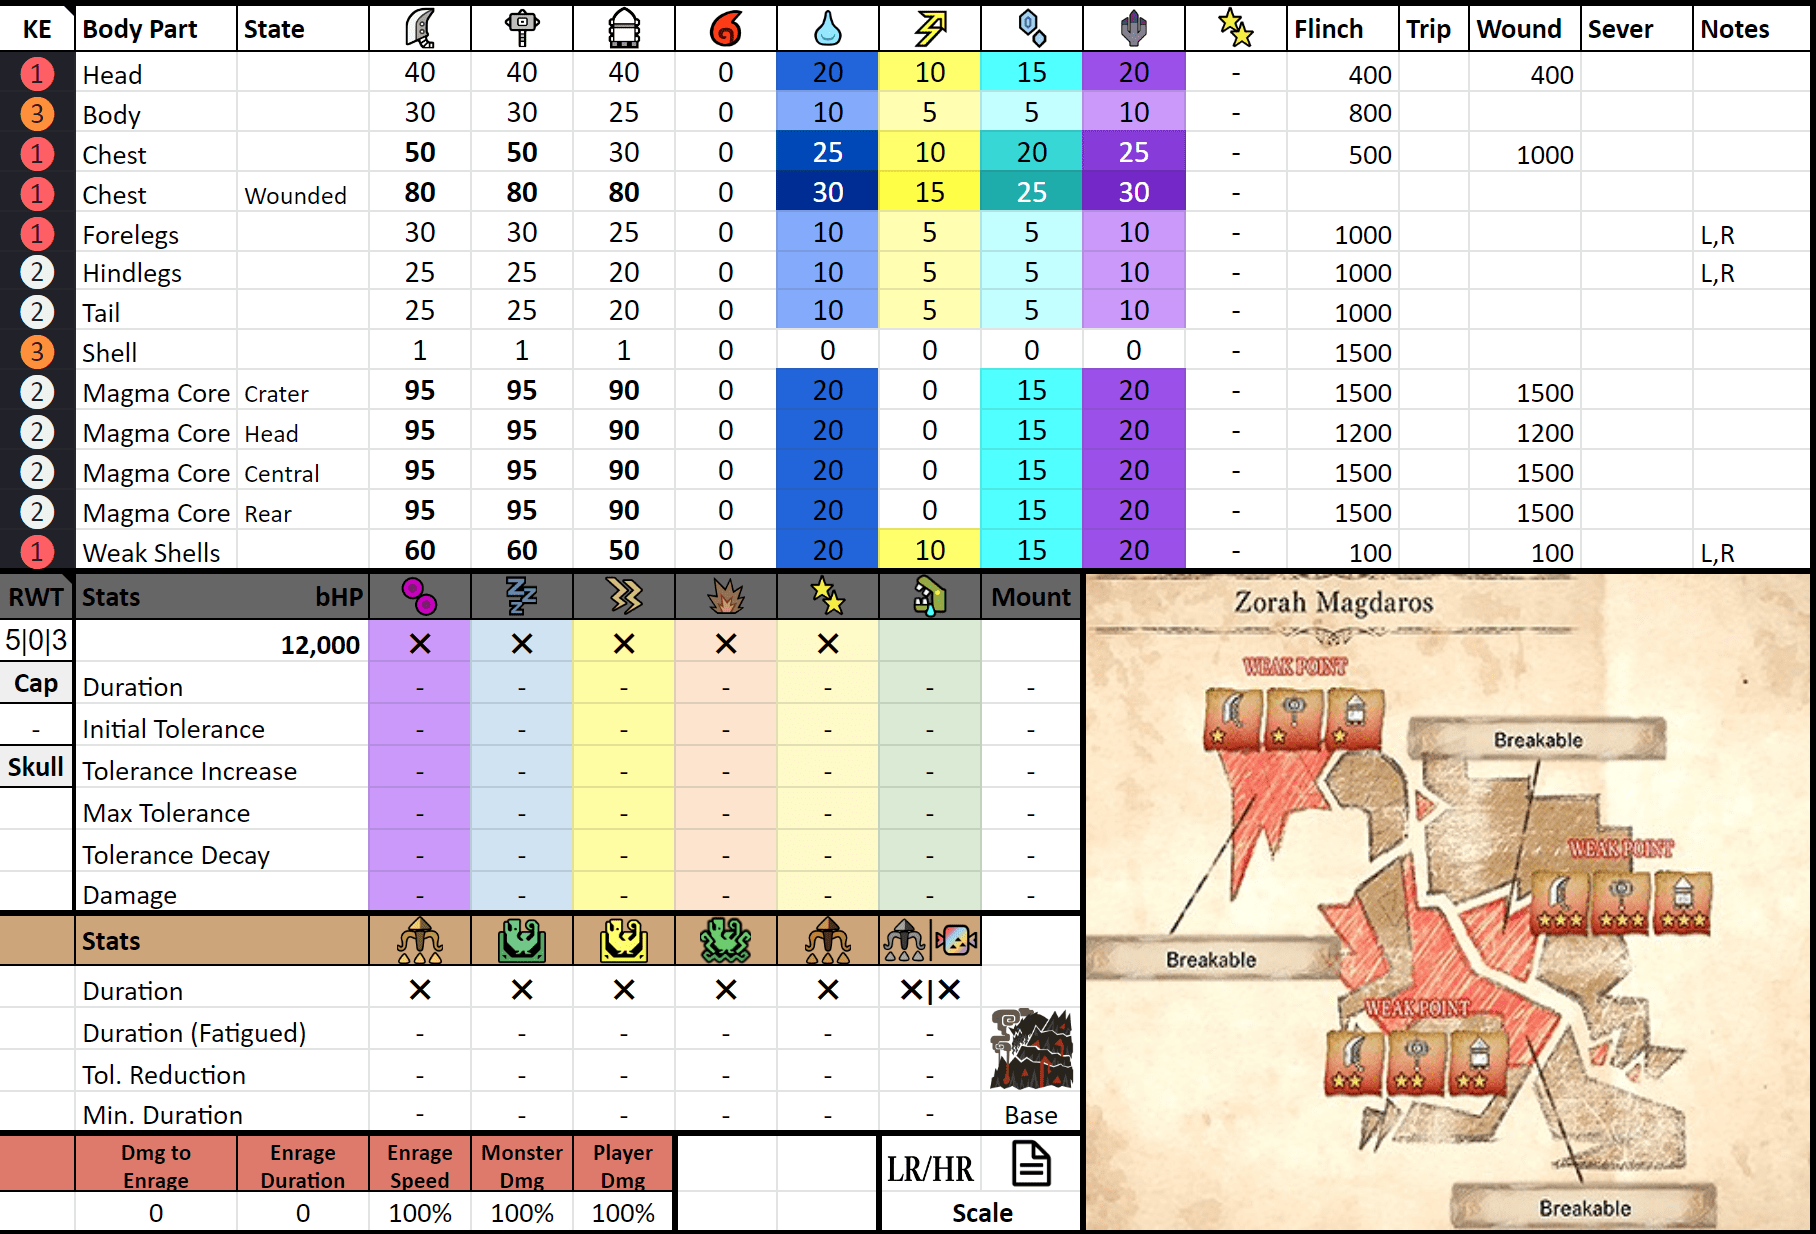 KE Body Part State Flinch Trip Wound Sever Notes
1 Head 40 40 40 0 20 10 15 20 - 400 400
3 Body 30 30 25 0 10 5 5 10 - 800
1 Chest 50 50 30 0 25 10 20 25 - 500 1000
1 Chest Wounded 80 80 80 0 30 15 25 30 -
1 Forelegs 30 30 25 0 10 5 5 10 - 1000 L,R
2 Hindlegs 25 25 20 0 10 5 5 10 - 1000 L,R
2 Tail 25 25 20 0 10 5 5 10 - 1000
3 Shell 1 1 1 0 0 0 0 0 - 1500
2 Magma Core Crater 95 95 90 0 20 0 15 20 - 1500 1500
2 Magma Core Head 95 95 90 0 20 0 15 20 - 1200 1200
2 Magma Core Central 95 95 90 0 20 0 15 20 - 1500 1500
2 Magma Core Rear 95 95 90 0 20 0 15 20 - 1500 1500
1 Weak Shells 60 60 50 0 20 10 15 20 - 100 100 L,R
RWT Stats bHP Mount
5|0|3 12,000 ✕ ✕ ✕ ✕ ✕
Cap Duration - - - - - - -
- Initial Tolerance - - - - - - -
Skull Tolerance Increase - - - - - - -
Max Tolerance - - - - - - -
Tolerance Decay - - - - - - -
Damage - - - - - - -
Stats
Duration ✕ ✕ ✕ ✕ ✕ ✕|✕
Duration (Fatigued) - - - - - -
Tol. Reduction - - - - - -
Min. Duration - - - - - - Base
Dmg to Enrage Enrage Duration Enrage Speed Monster Dmg Player Dmg LR/HR
0 0 100% 100% 100% Scale
Zorah Magdaros
WEAK POINT
Breakable
WEAK POINT
Breakable
WEAK POINT
Breakable